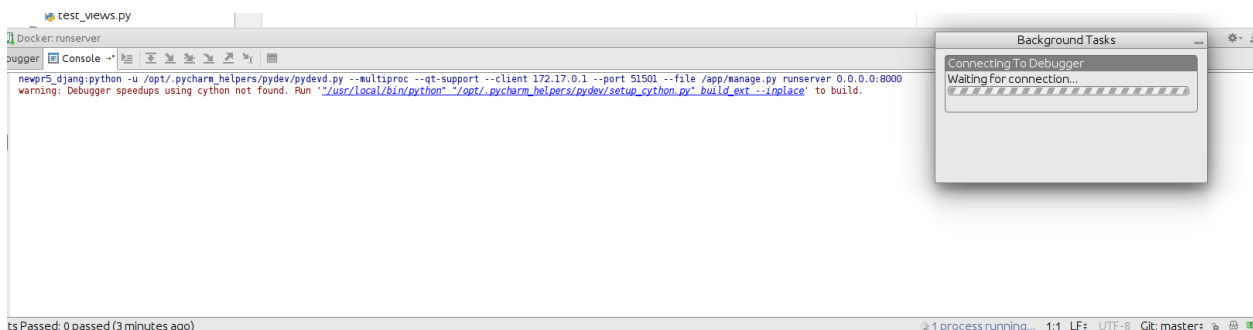 test_views.py
Docker: runserver
Console
Background Tasks
Connecting To Debugger
Waiting for connection...
newpr5_djang:python -u /opt/.pycharm_helpers/pydev/pydevd.py --multiproc --qt-support --client 172.17.0.1 --port 51501 --file /app/manage.py runserver 0.0.0.0:8000
warning: Debugger speedups using cython not found. Run '"/usr/local/bin/python" "/opt/.pycharm_helpers/pydev/setup_cython.py" build_ext --inplace' to build.
ts Passed: 0 passed (3 minutes ago)
1 process running... 1:1 LF÷ UTF-8 Git: master÷